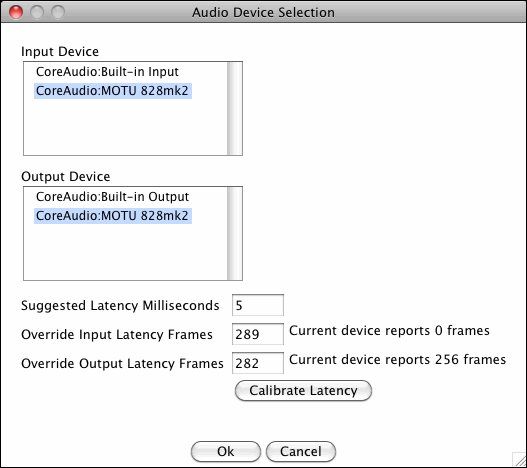 Audio Device Selection
Input Device
CoreAudio:Built-in Input
CoreAudio:MOTU 828mk2
Output Device
CoreAudio:Built-in Output
CoreAudio:MOTU 828mk2
Suggested Latency Milliseconds 5
Override Input Latency Frames 289 Current device reports 0 frames
Override Output Latency Frames 282 Current device reports 256 frames
Calibrate Latency
Ok Cancel